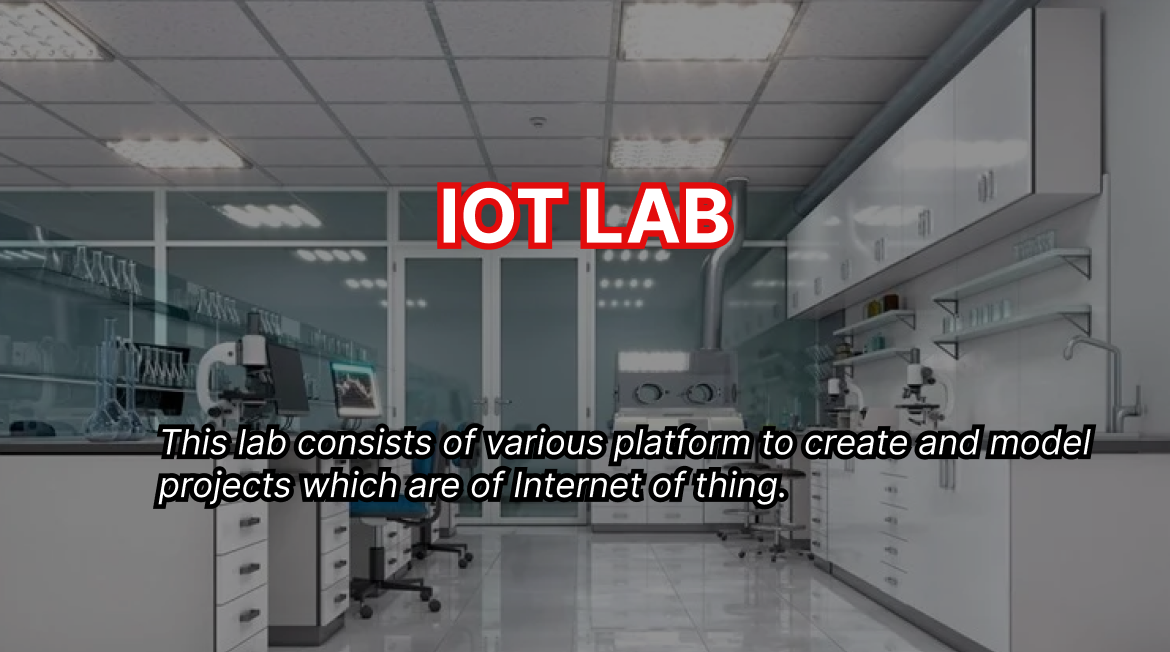 IOT LAB
This lab consists of various platform to create and model
projects which are of Internet of thing.